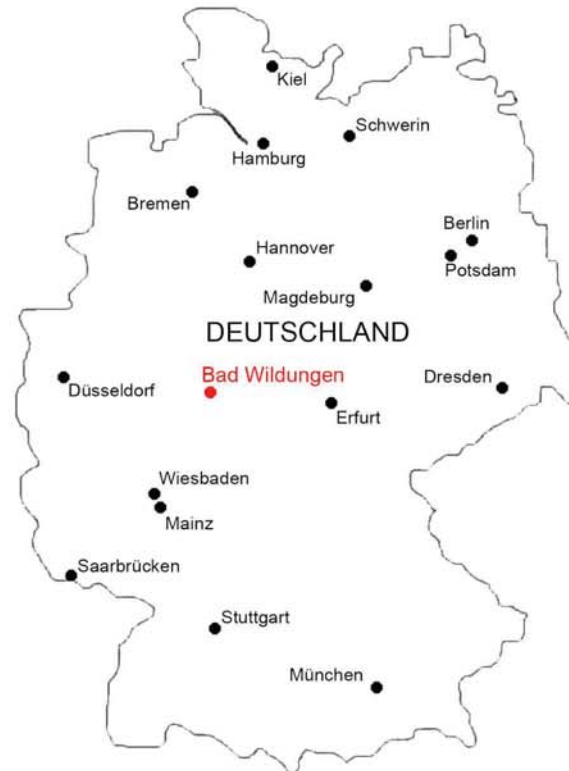 Kiel
Schwerin
Hamburg
Bremen
Berlin
Hannover
Potsdam
Magdeburg
DEUTSCHLAND
Bad Wildungen
Dresden
Düsseldorf
Erfurt
Wiesbaden
Mainz
Saarbrücken
Stuttgart
München